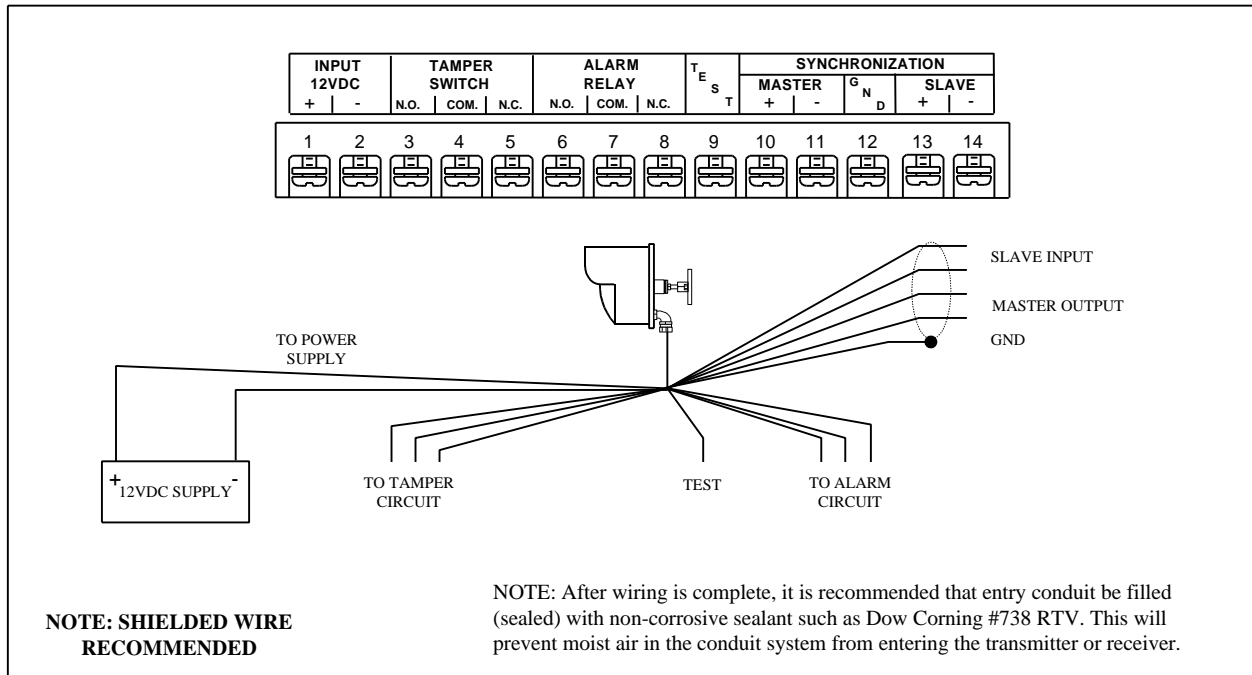 INPUT TAMPER ALARM TEST SYNCHRONIZATION
12VDC SWITCH RELAY MASTER GND SLAVE
+ - N.O. COM. N.C. N.O. COM. N.C. + - + -
1 2 3 4 5 6 7 8 9 10 11 12 13 14
SLAVE INPUT
MASTER OUTPUT
GND
TO POWER
SUPPLY
+ 12VDC SUPPLY -
TO TAMPER
CIRCUIT
TEST
TO ALARM
CIRCUIT
NOTE: SHIELDED WIRE
RECOMMENDED
NOTE: After wiring is complete, it is recommended that entry conduit be filled
(sealed) with non-corrosive sealant such as Dow Corning #738 RTV. This will
prevent moist air in the conduit system from entering the transmitter or receiver.